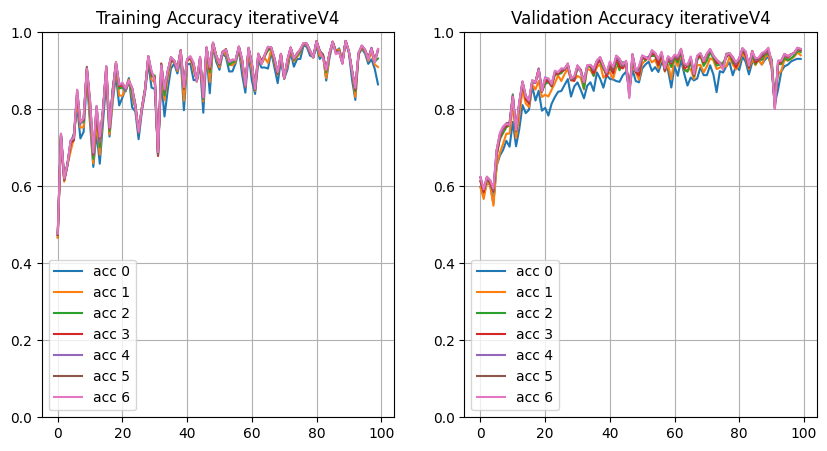 Training Accuracy iterativeV4
1.0
0.8
0.6
0.4
0.2
0.0
0 20 40 60 80 100
acc 0
acc 1
acc 2
acc 3
acc 4
acc 5
acc 6
Validation Accuracy iterativeV4
1.0
0.8
0.6
0.4
0.2
0.0
0 20 40 60 80 100
acc 0
acc 1
acc 2
acc 3
acc 4
acc 5
acc 6